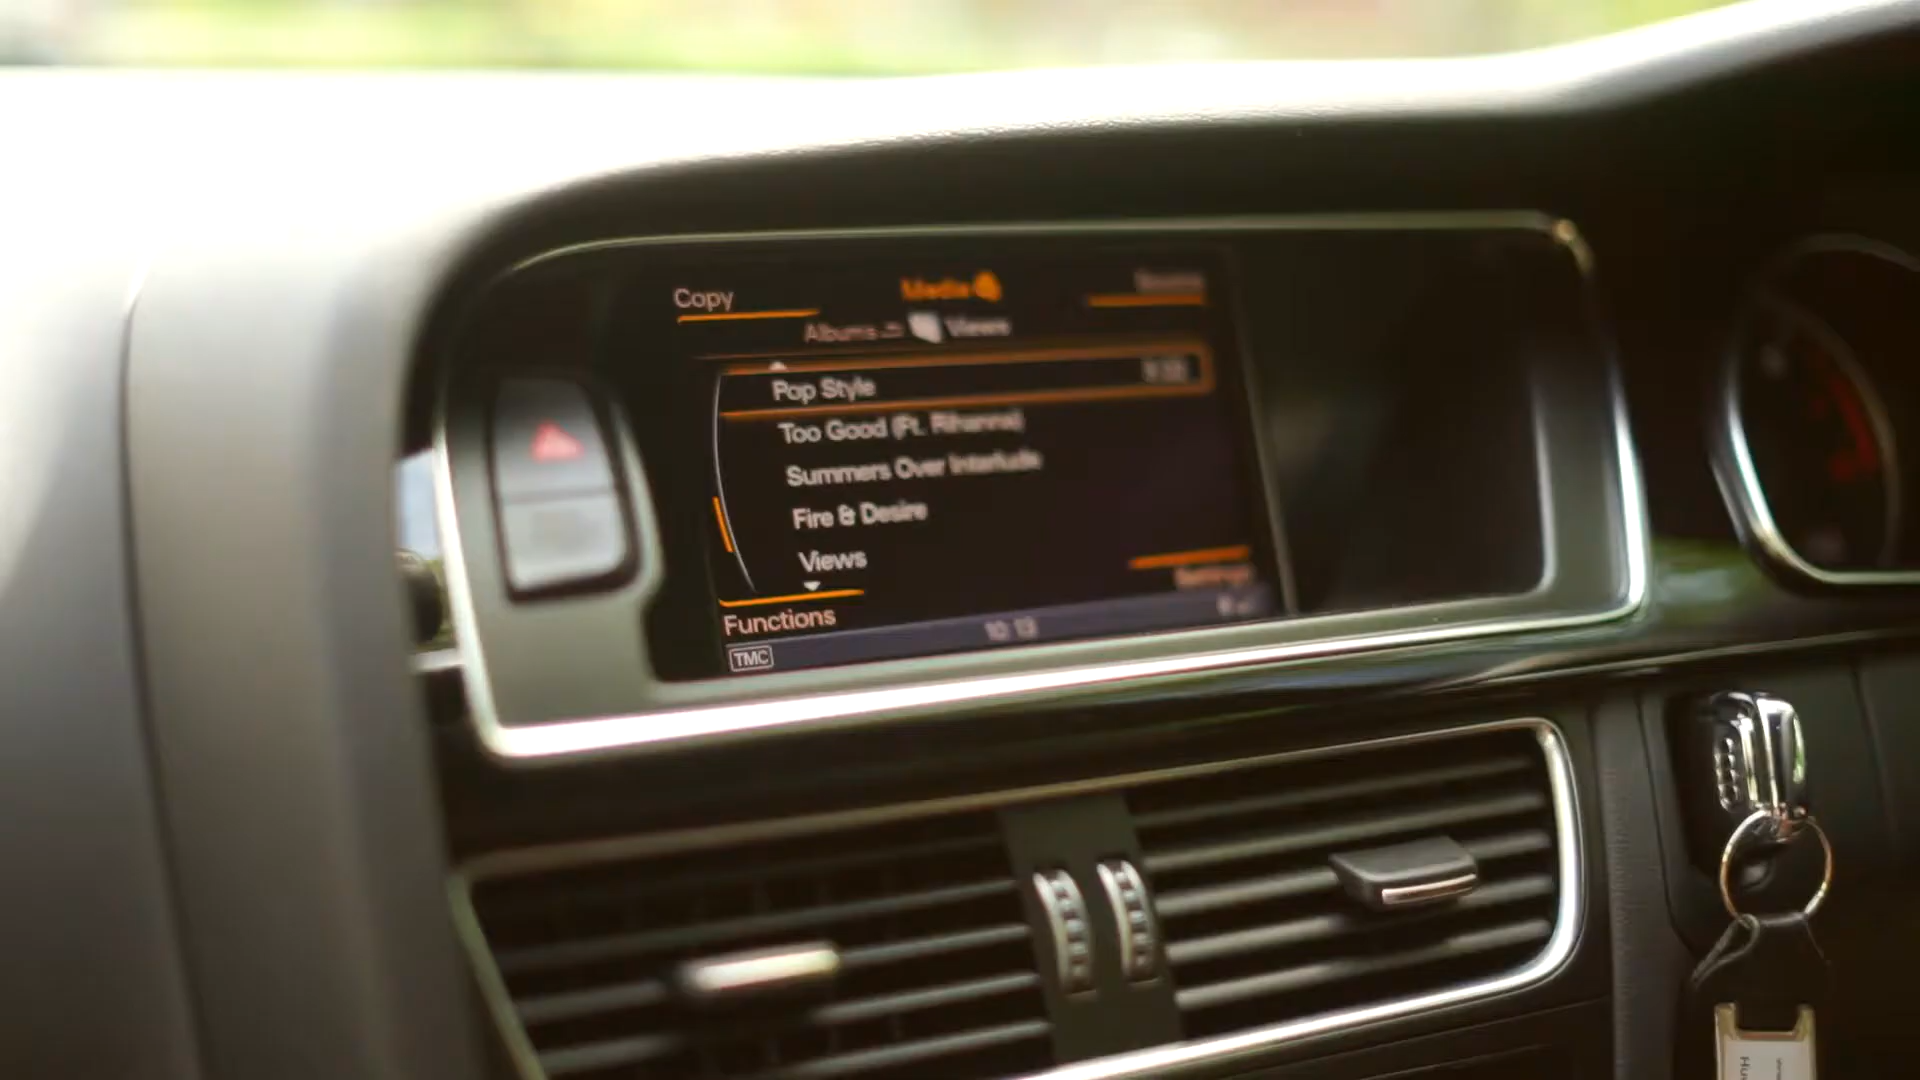 Copy
Media
Albums Views
Pop Style
Too Good (Ft. Rihanna)
Summers Over Interlude
Fire & Desire
Views
Settings
Functions
10:13
TMC